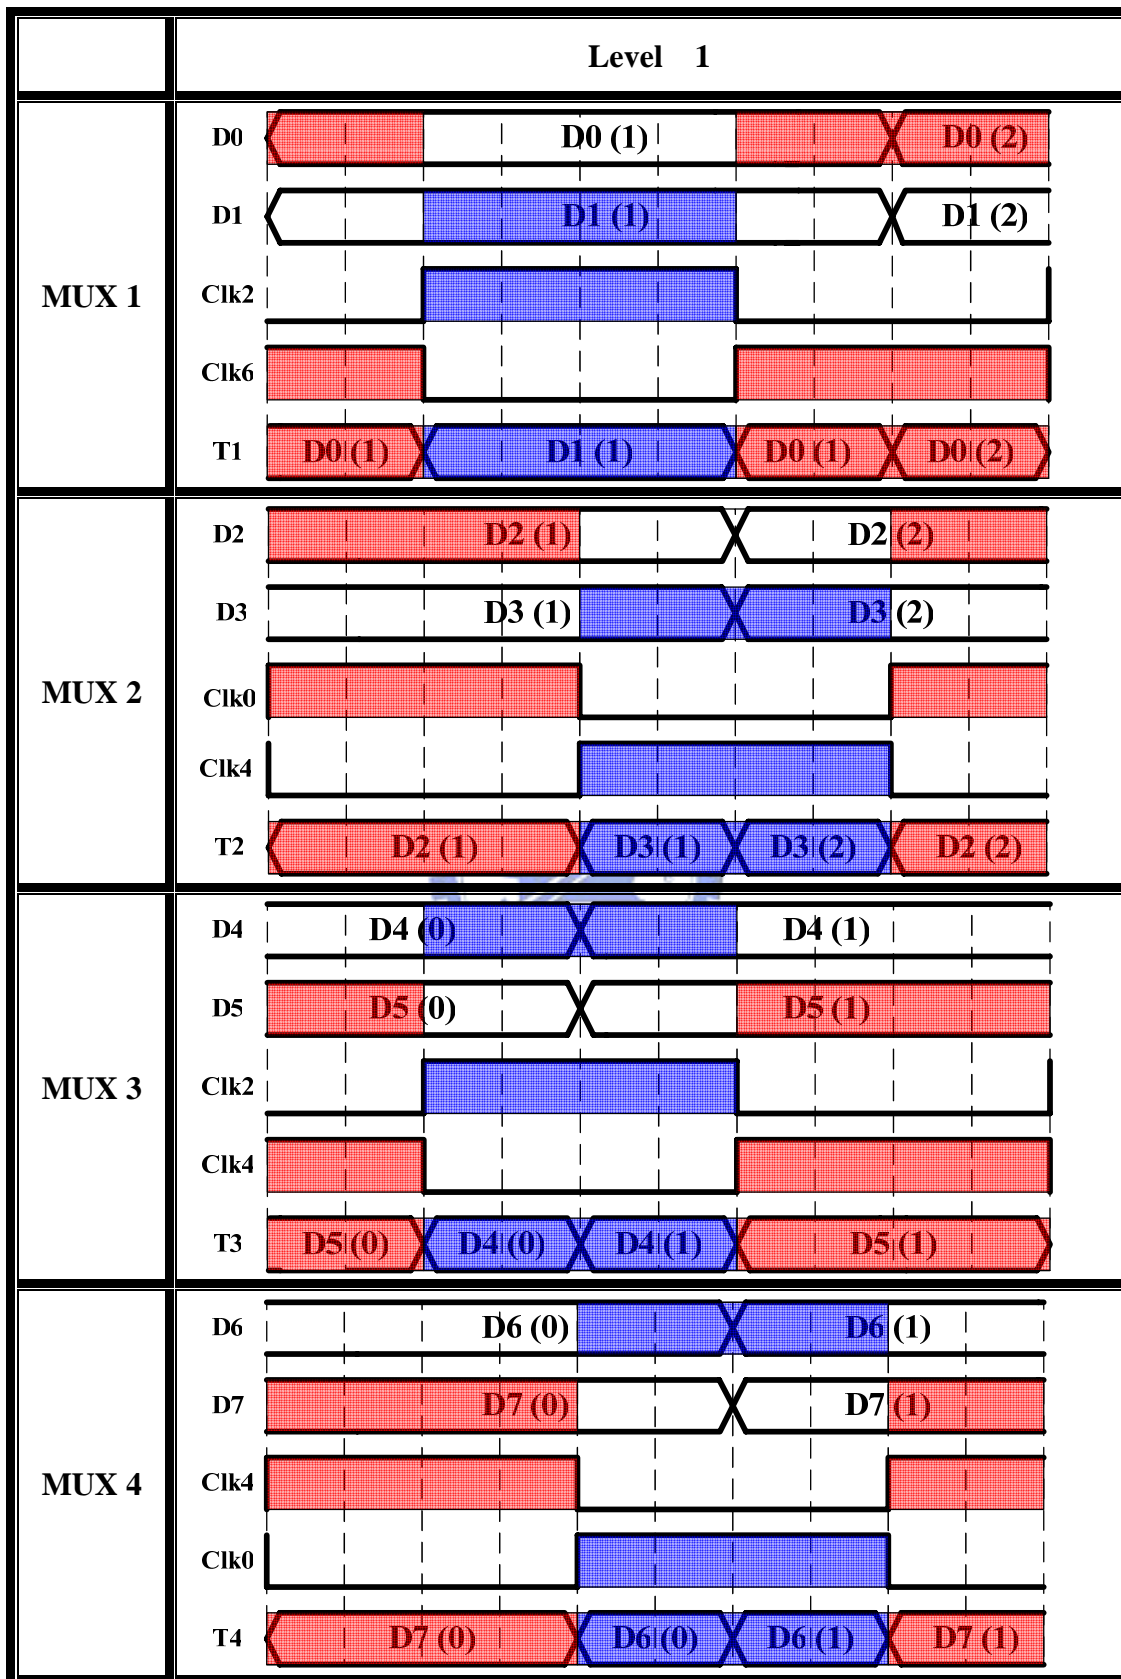 Level 1
MUX 1
D0 D0 (1) D0 (2)
D1 D1 (1) D1 (2)
Clk2
Clk6
T1 D0 (1) D1 (1) D0 (1) D0 (2)
MUX 2
D2 D2 (1) D2 (2)
D3 D3 (1) D3 (2)
Clk0
Clk4
T2 D2 (1) D3 (1) D3 (2) D2 (2)
MUX 3
D4 D4 (0) D4 (1)
D5 D5 (0) D5 (1)
Clk2
Clk4
T3 D5 (0) D4 (0) D4 (1) D5 (1)
MUX 4
D6 D6 (0) D6 (1)
D7 D7 (0) D7 (1)
Clk4
Clk0
T4 D7 (0) D6 (0) D6 (1) D7 (1)